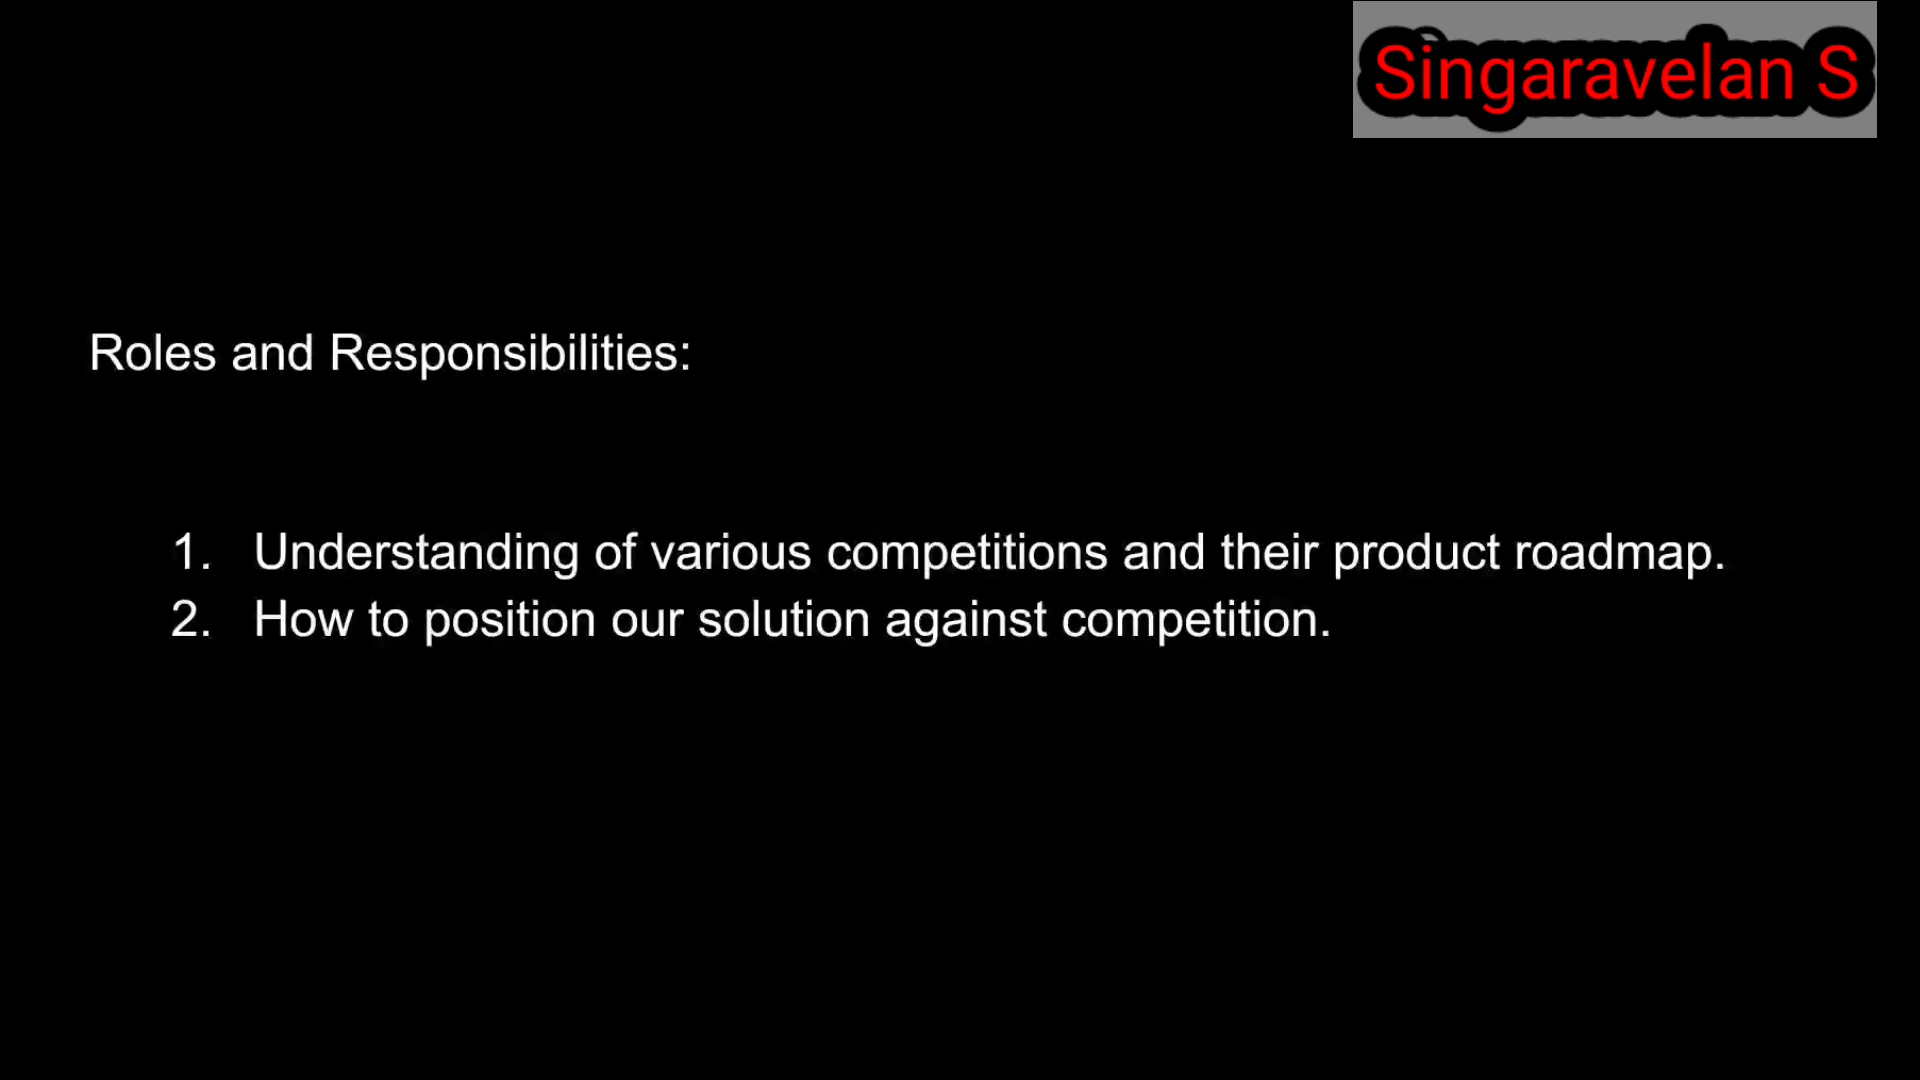 Singaravelan S
Roles and Responsibilities:
1. Understanding of various competitions and their product roadmap.
2. How to position our solution against competition.